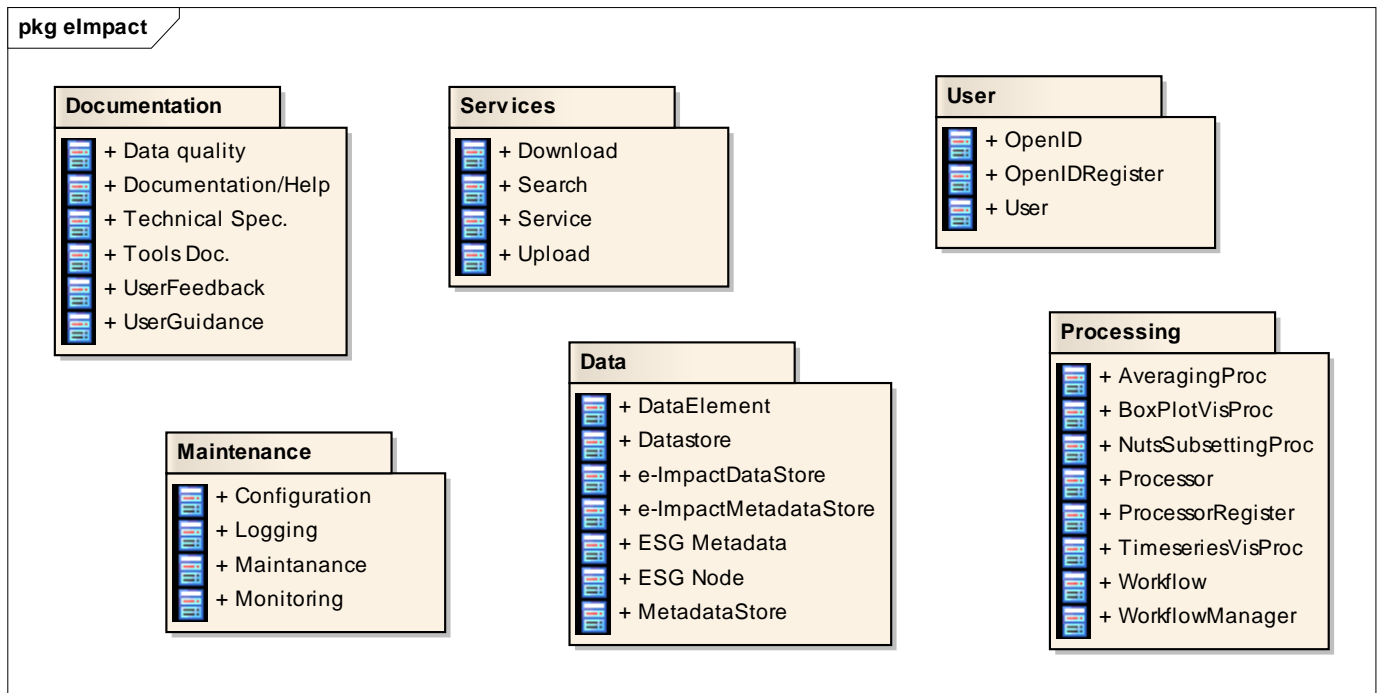 pkg eImpact
Documentation
+ Data quality
+ Documentation/Help
+ Technical Spec.
+ Tools Doc.
+ UserFeedback
+ UserGuidance
Services
+ Download
+ Search
+ Service
+ Upload
User
+ OpenID
+ OpenIDRegister
+ User
Maintenance
+ Configuration
+ Logging
+ Maintanance
+ Monitoring
Data
+ DataElement
+ Datastore
+ e-ImpactDataStore
+ e-ImpactMetadataStore
+ ESG Metadata
+ ESG Node
+ MetadataStore
Processing
+ AveragingProc
+ BoxPlotVisProc
+ NutsSubsettingProc
+ Processor
+ ProcessorRegister
+ TimeseriesVisProc
+ Workflow
+ WorkflowManager